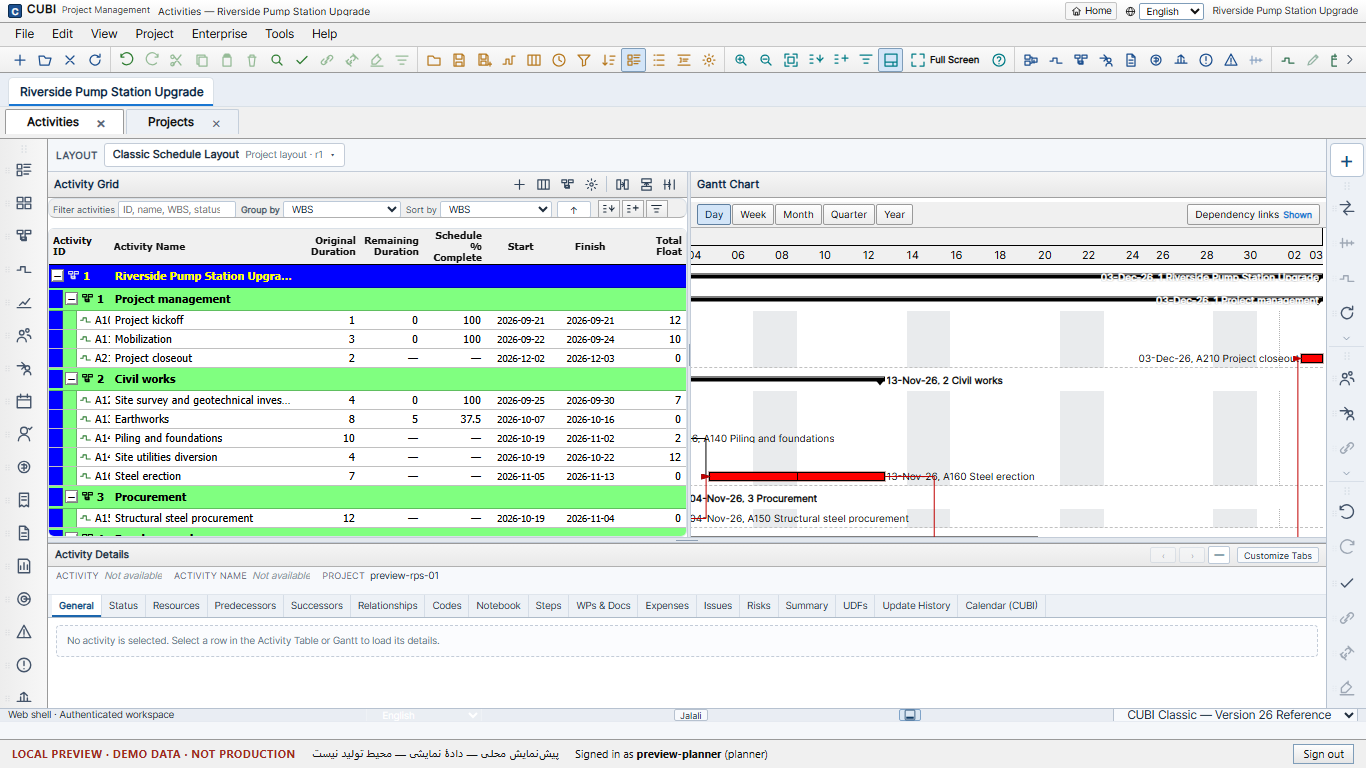 CUBI Project Management Activities — Riverside Pump Station Upgrade Home English Riverside Pump Station Upgrade
File Edit View Project Enterprise Tools Help
Full Screen
Riverside Pump Station Upgrade
Activities Projects
LAYOUT Classic Schedule Layout Project layout · r1
Activity Grid
Filter activities ID, name, WBS, status Group by WBS Sort by WBS
Activity ID Activity Name Original Duration Remaining Duration Schedule % Complete Start Finish Total Float
1 Riverside Pump Station Upgra...
1 Project management
A10 Project kickoff 1 0 100 2026-09-21 2026-09-21 12
A11 Mobilization 3 0 100 2026-09-22 2026-09-24 10
A21 Project closeout 2 — — 2026-12-02 2026-12-03 0
2 Civil works
A12 Site survey and geotechnical inves... 4 0 100 2026-09-25 2026-09-30 7
A13 Earthworks 8 5 37.5 2026-10-07 2026-10-16 0
A14 Piling and foundations 10 — — 2026-10-19 2026-11-02 2
A14 Site utilities diversion 4 — — 2026-10-19 2026-10-22 12
A16 Steel erection 7 — — 2026-11-05 2026-11-13 0
3 Procurement
A15 Structural steel procurement 12 — — 2026-10-19 2026-11-04 0
Gantt Chart
Day Week Month Quarter Year Dependency links Shown
04 06 08 10 12 14 16 18 20 22 24 26 28 30 02 03
03-Dec-26, 1 Riverside Pump Station Upgrade
03-Dec-26, 1 Project management
03-Dec-26, A210 Project closeout
13-Nov-26, 2 Civil works
6, A140 Piling and foundations
13-Nov-26, A160 Steel erection
04-Nov-26, 3 Procurement
04-Nov-26, A150 Structural steel procurement
Activity Details Customize Tabs
ACTIVITY Not available ACTIVITY NAME Not available PROJECT preview-rps-01
General Status Resources Predecessors Successors Relationships Codes Notebook Steps WPs & Docs Expenses Issues Risks Summary UDFs Update History Calendar (CUBI)
No activity is selected. Select a row in the Activity Table or Gantt to load its details.
Web shell · Authenticated workspace English Jalali CUBI Classic — Version 26 Reference
LOCAL PREVIEW · DEMO DATA · NOT PRODUCTION پیش‌نمایش محلی — دادهٔ نمایشی — محیط تولید نیست Signed in as preview-planner (planner) Sign out